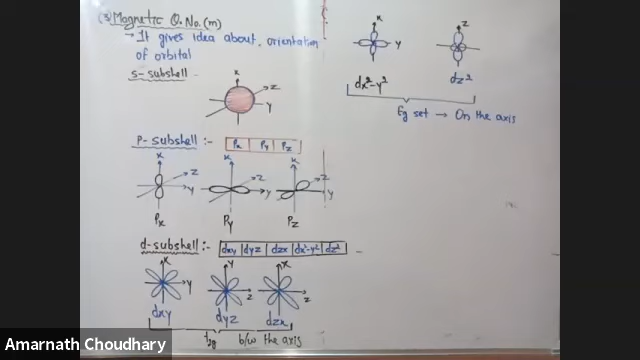 (3) Magnetic Q. No. (m)
→ It gives idea about orientation
of orbital
s-subshell -
x
z
y
p-subshell :- Px Py Pz
x
z
y
x
z
y
x
z
y
Px Py Pz
d-subshell :- dxy dyz dzx dx²-y² dz²
x
y
y
z
x
z
dxy dyz dzx
t₂g b/w the axis
x
y
z
dx²-y² dz²
Eg set → On the axis
Amarnath Choudhary